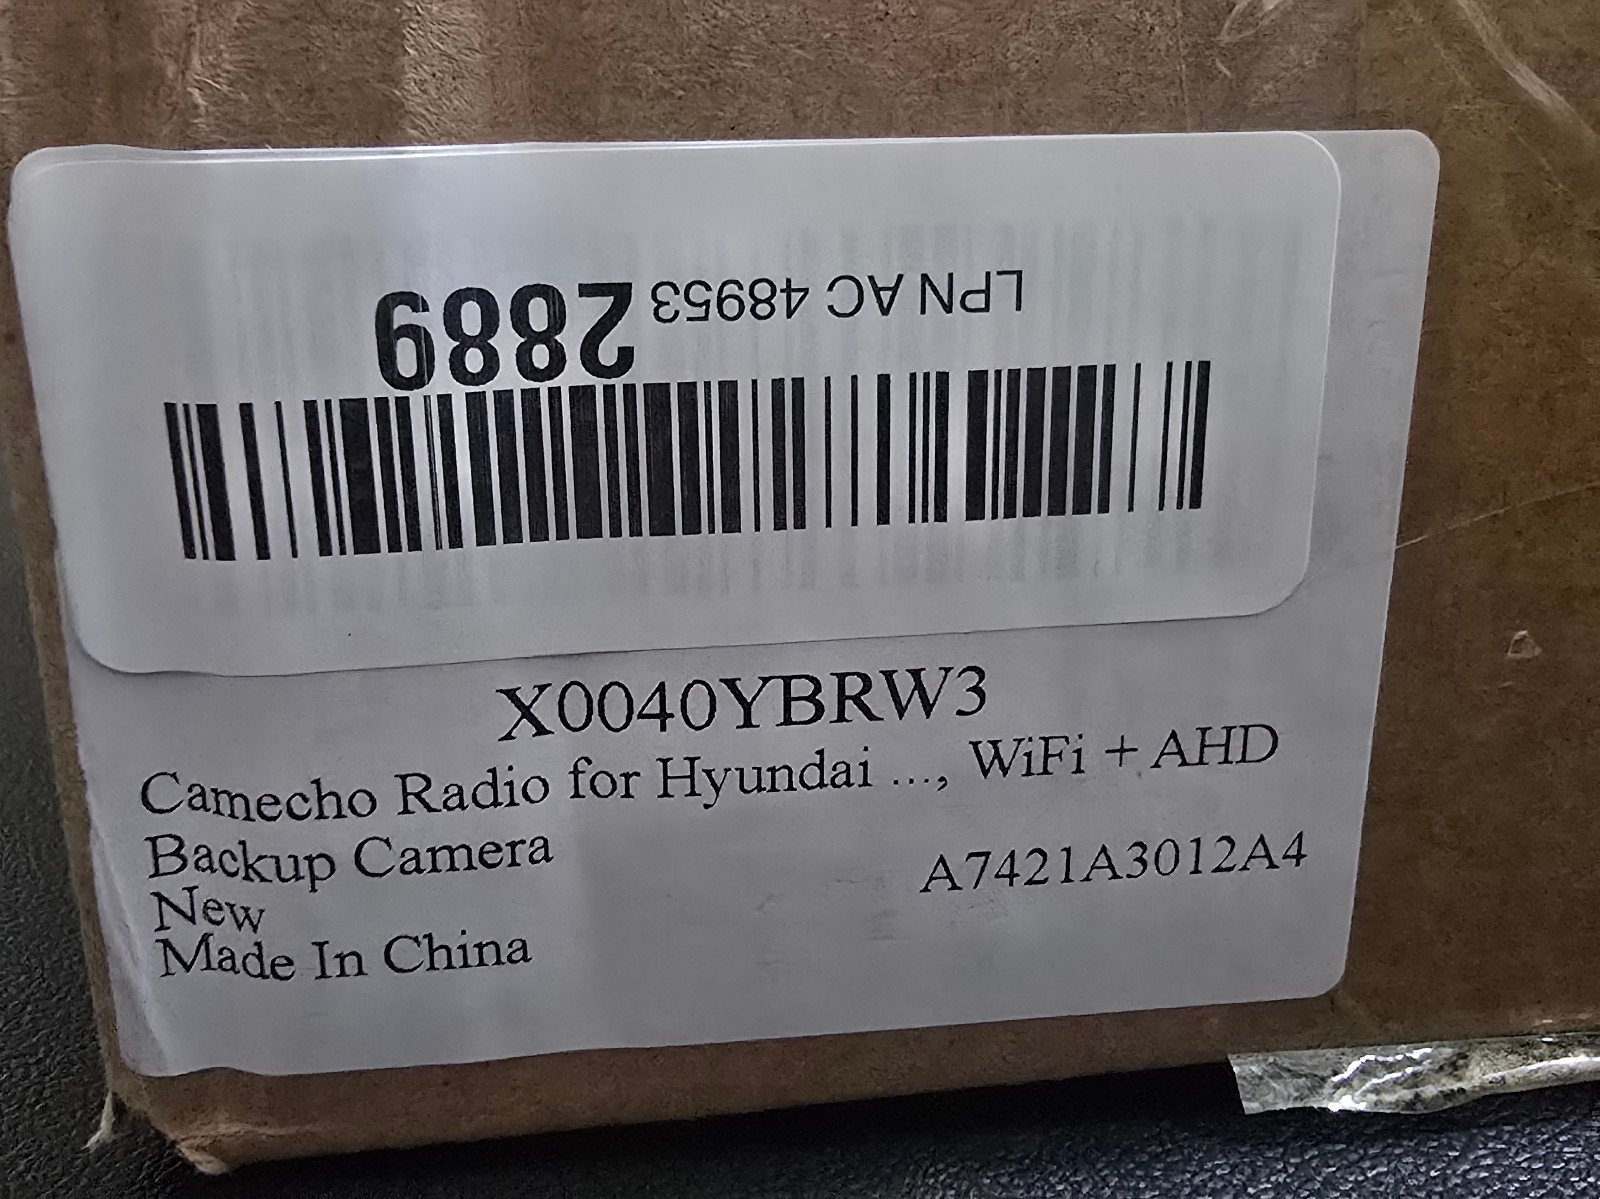 LPN AC 48953 2889
X0040YBRW3
Camecho Radio for Hyundai ..., WiFi + AHD
Backup Camera
A7421A3012A4
New
Made In China